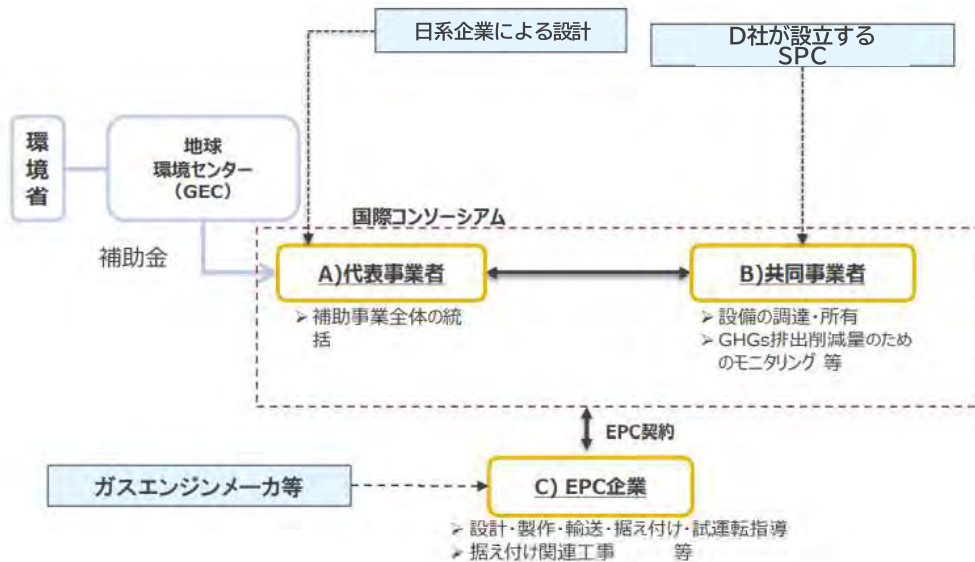 日系企業による設計
D社が設立する
SPC
環
境
省
地球
環境センター
（GEC）
補助金
国際コンソーシアム
A)代表事業者
➢ 補助事業全体の統
括
B)共同事業者
➢ 設備の調達・所有
➢ GHGs排出削減量のため
のモニタリング 等
EPC契約
ガスエンジンメーカ等
C) EPC企業
➢ 設計・製作・輸送・据え付け・試運転指導
➢ 据え付け関連工事　　等